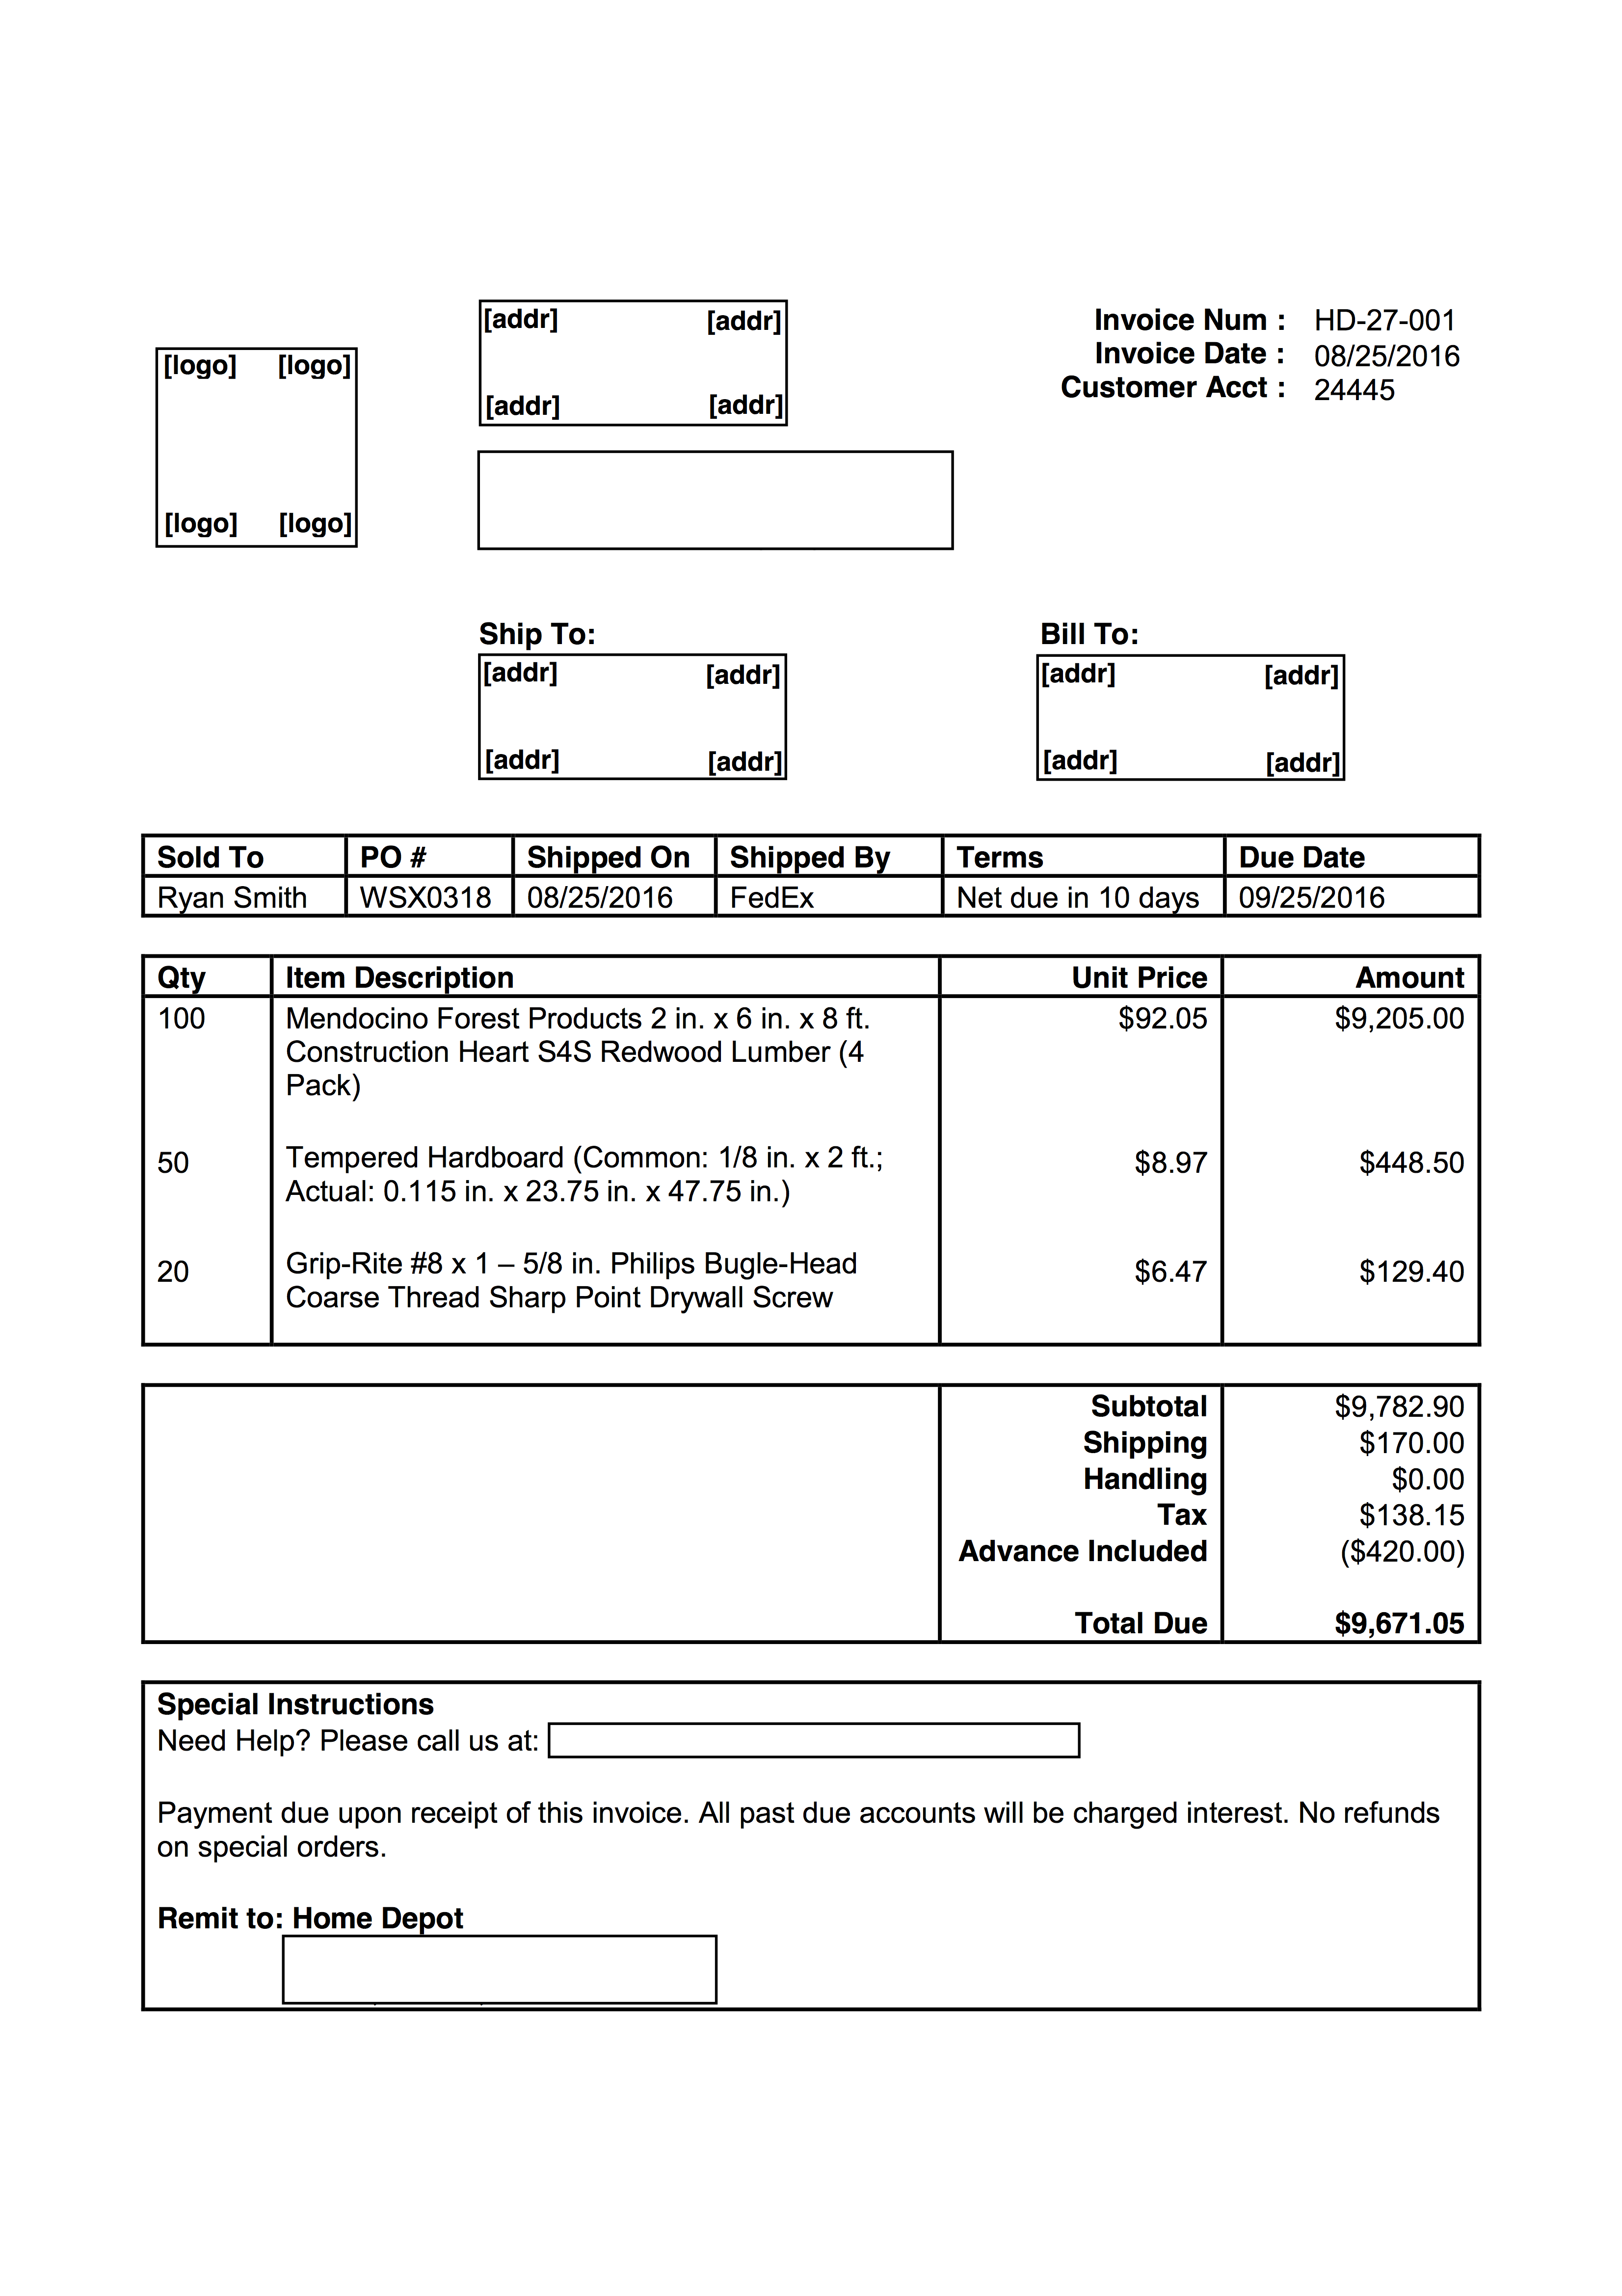 [addr] [addr]
[addr] [addr]
Invoice Num : HD-27-001
Invoice Date : 08/25/2016
Customer Acct : 24445
[logo] [logo]
[logo] [logo]
Ship To:
[addr] [addr]
[addr] [addr]
Bill To:
[addr] [addr]
[addr] [addr]
Sold To PO # Shipped On Shipped By Terms Due Date
Ryan Smith WSX0318 08/25/2016 FedEx Net due in 10 days 09/25/2016
Qty Item Description Unit Price Amount
100 Mendocino Forest Products 2 in. x 6 in. x 8 ft. $92.05 $9,205.00
Construction Heart S4S Redwood Lumber (4
Pack)
50 Tempered Hardboard (Common: 1/8 in. x 2 ft.; $8.97 $448.50
Actual: 0.115 in. x 23.75 in. x 47.75 in.)
20 Grip-Rite #8 x 1 – 5/8 in. Philips Bugle-Head $6.47 $129.40
Coarse Thread Sharp Point Drywall Screw
Subtotal $9,782.90
Shipping $170.00
Handling $0.00
Tax $138.15
Advance Included ($420.00)
Total Due $9,671.05
Special Instructions
Need Help? Please call us at:
Payment due upon receipt of this invoice. All past due accounts will be charged interest. No refunds
on special orders.
Remit to: Home Depot